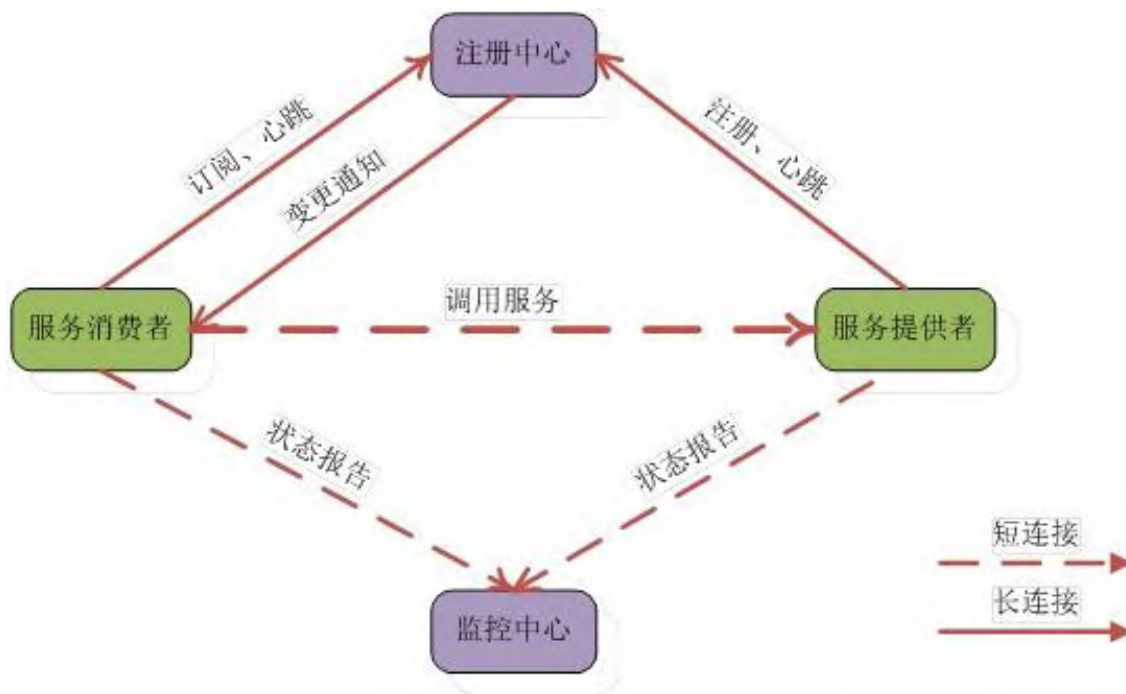 注册中心
订阅、心跳
变更通知
注册、心跳
服务消费者
调用服务
服务提供者
状态报告
状态报告
短连接
长连接
监控中心